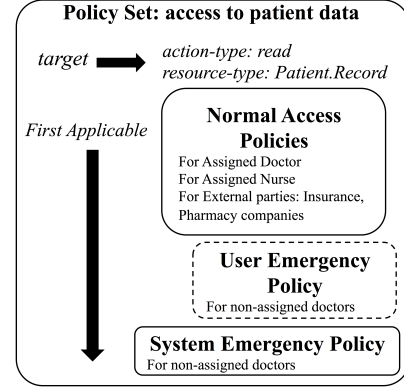 Policy Set: access to patient data
target
action-type: read
resource-type: Patient.Record
First Applicable
Normal Access
Policies
For Assigned Doctor
For Assigned Nurse
For External parties: Insurance,
Pharmacy companies
User Emergency
Policy
For non-assigned doctors
System Emergency Policy
For non-assigned doctors